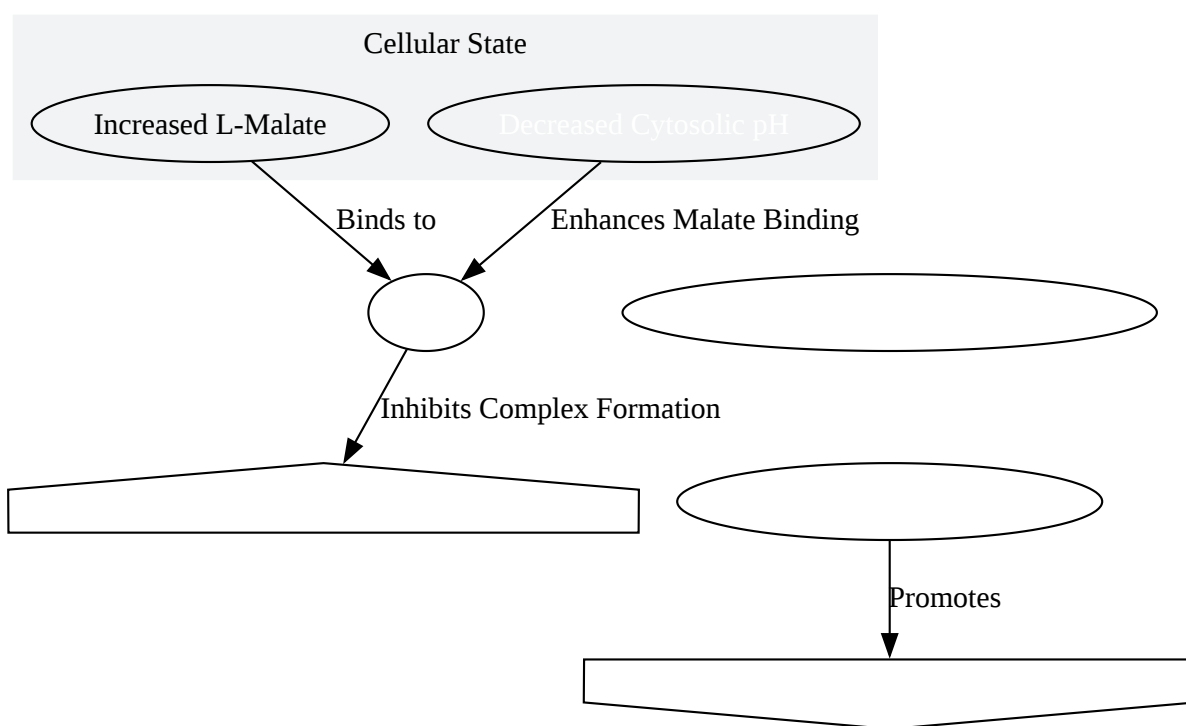 Cellular State
Increased L-Malate
Decreased Cytosolic pH
Binds to
Enhances Malate Binding
Inhibits Complex Formation
Promotes